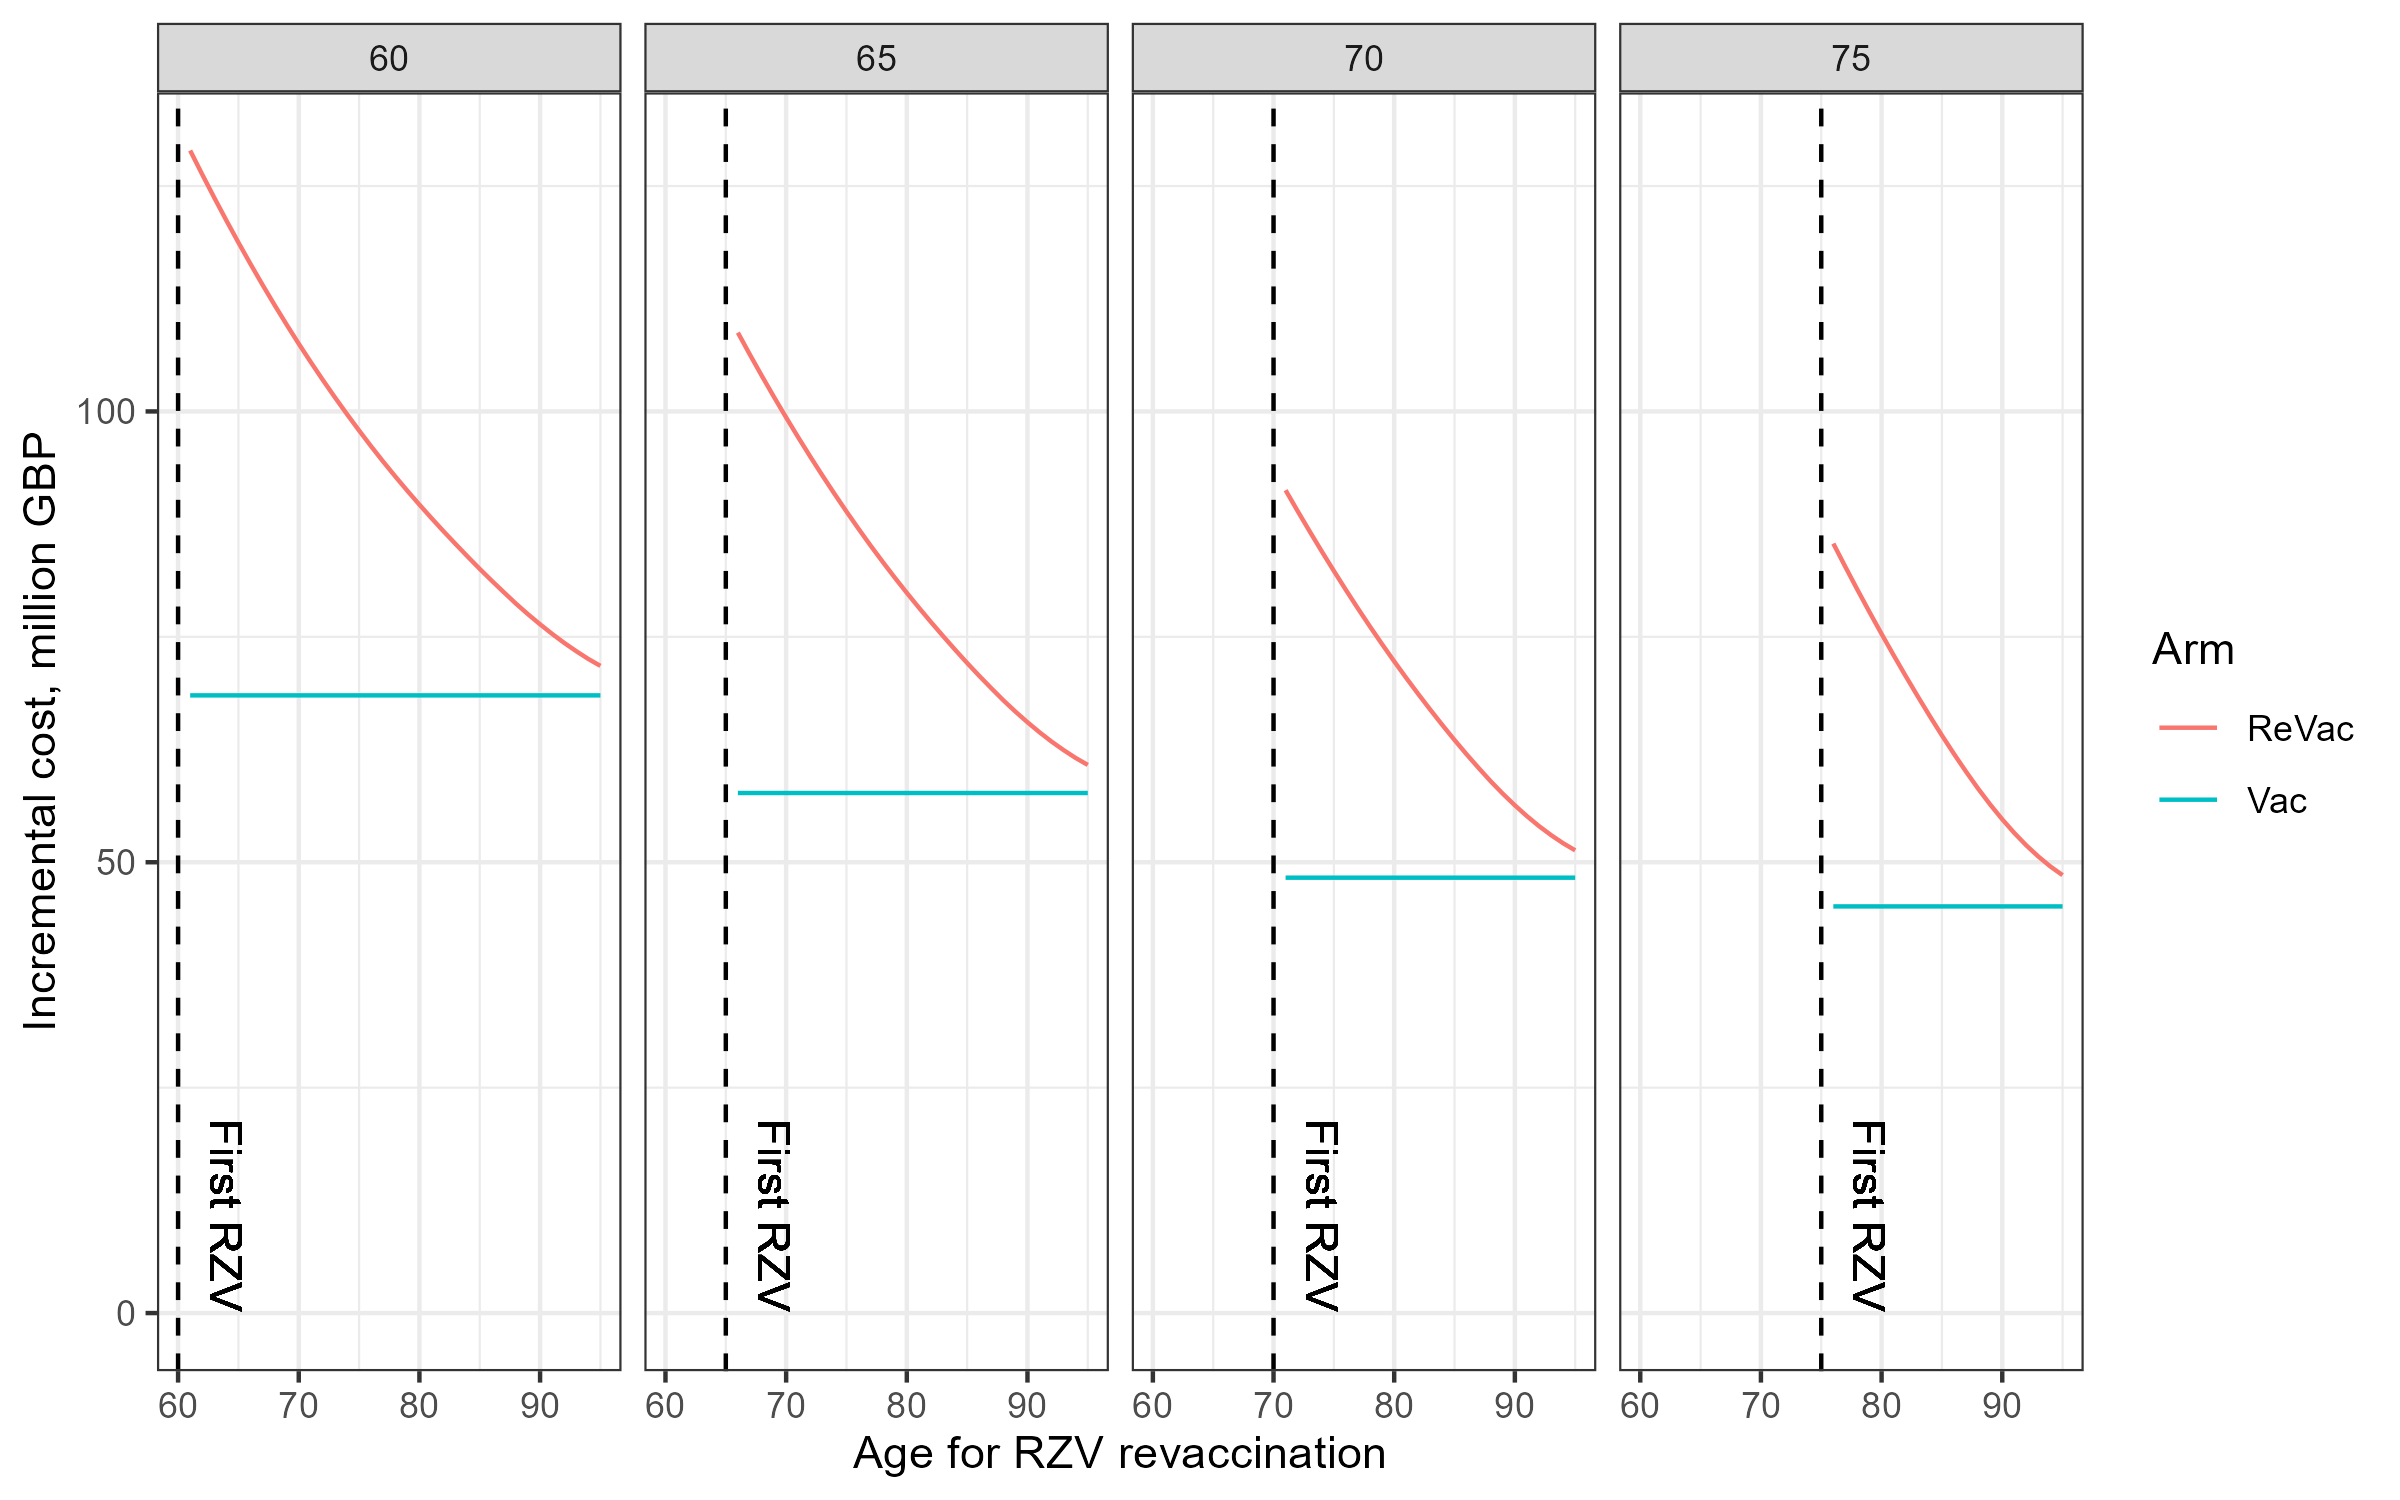 60 65 70 75
Incremental cost, million GBP
100
50
0
First RZV First RZV First RZV First RZV
60 70 80 90 60 70 80 90 60 70 80 90 60 70 80 90
Age for RZV revaccination
Arm
ReVac
Vac